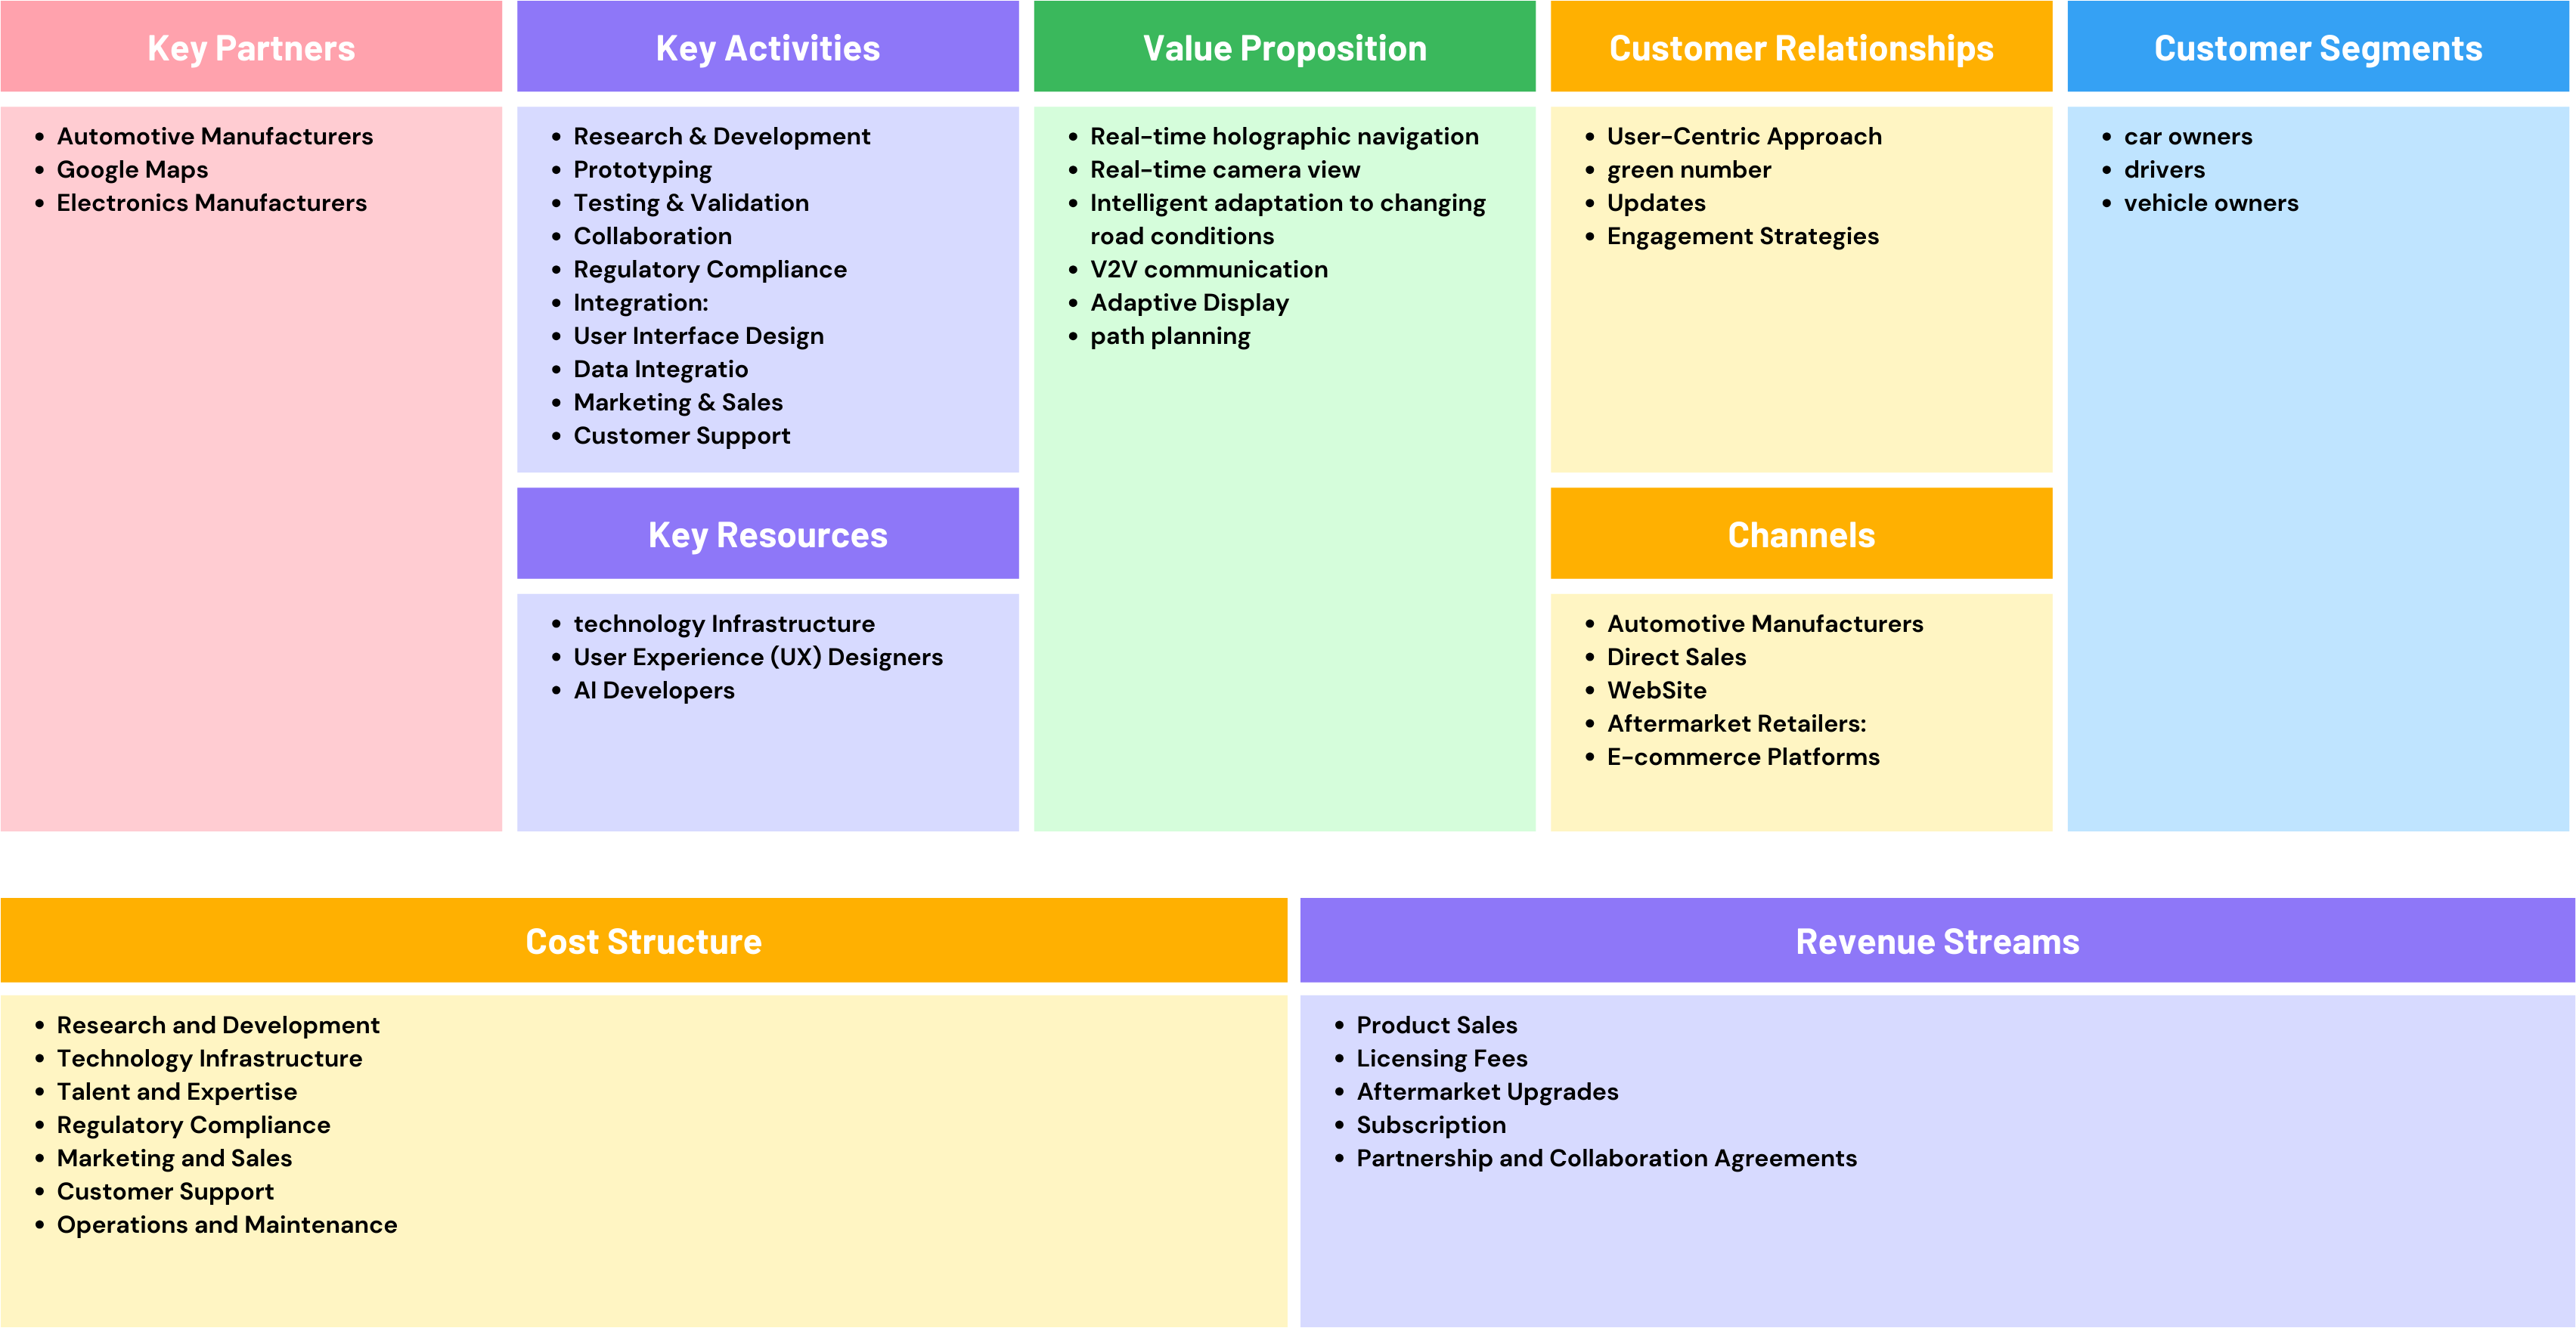 Key Partners
• Automotive Manufacturers
• Google Maps
• Electronics Manufacturers
Key Activities
• Research & Development
• Prototyping
• Testing & Validation
• Collaboration
• Regulatory Compliance
• Integration:
• User Interface Design
• Data Integratio
• Marketing & Sales
• Customer Support
Key Resources
• technology Infrastructure
• User Experience (UX) Designers
• AI Developers
Value Proposition
• Real-time holographic navigation
• Real-time camera view
• Intelligent adaptation to changing
road conditions
• V2V communication
• Adaptive Display
• path planning
Customer Relationships
• User-Centric Approach
• green number
• Updates
• Engagement Strategies
Channels
• Automotive Manufacturers
• Direct Sales
• WebSite
• Aftermarket Retailers:
• E-commerce Platforms
Customer Segments
• car owners
• drivers
• vehicle owners
Cost Structure
• Research and Development
• Technology Infrastructure
• Talent and Expertise
• Regulatory Compliance
• Marketing and Sales
• Customer Support
• Operations and Maintenance
Revenue Streams
• Product Sales
• Licensing Fees
• Aftermarket Upgrades
• Subscription
• Partnership and Collaboration Agreements